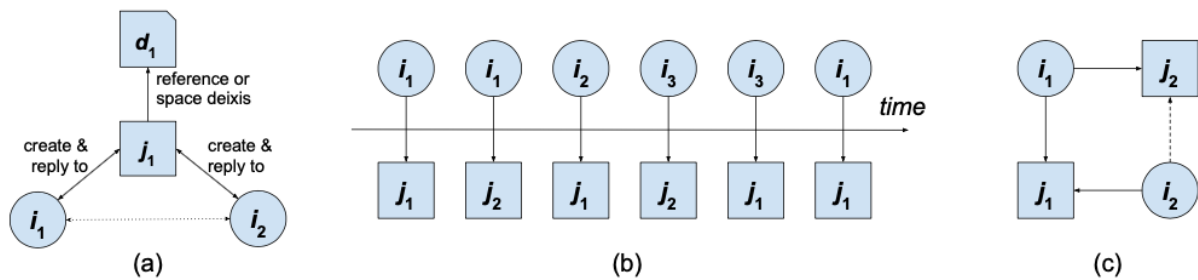 d1
reference or
space deixis
create &
reply to
j1
create &
reply to
i1
i2
(a)
i1 i1 i2 i3 i3 i1
time
j1 j2 j1 j2 j1 j1
(b)
i1 j2
j1 i2
(c)